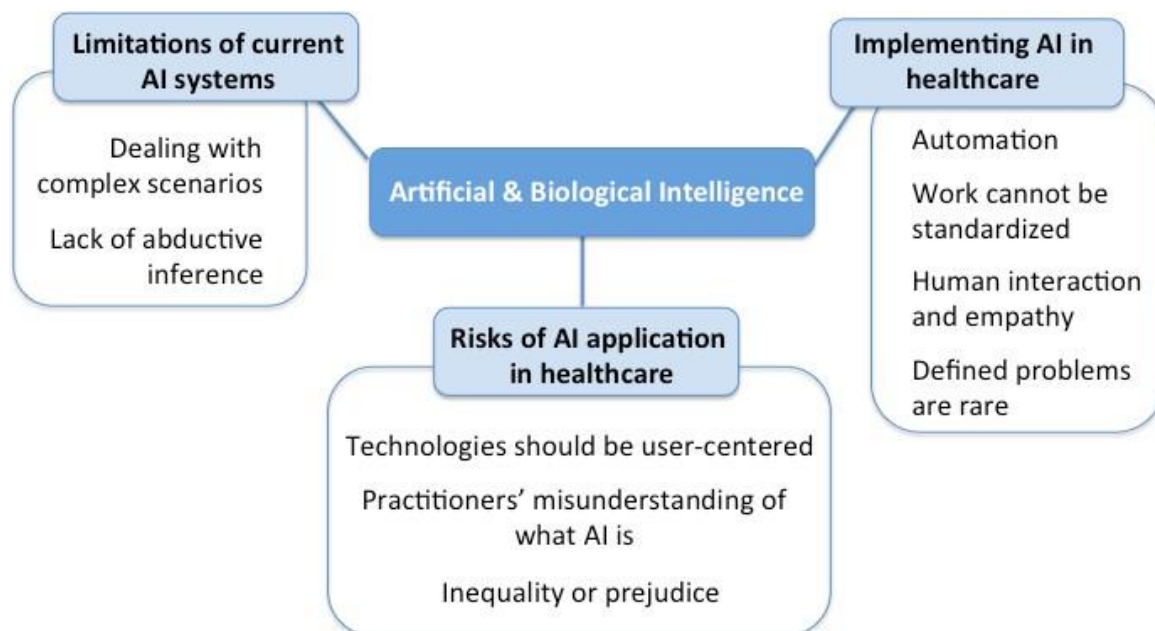 Limitations of current
AI systems
Dealing with
complex scenarios
Lack of abductive
inference
Artificial & Biological Intelligence
Implementing AI in
healthcare
Automation
Work cannot be
standardized
Human interaction
and empathy
Defined problems
are rare
Risks of AI application
in healthcare
Technologies should be user-centered
Practitioners’ misunderstanding of
what AI is
Inequality or prejudice